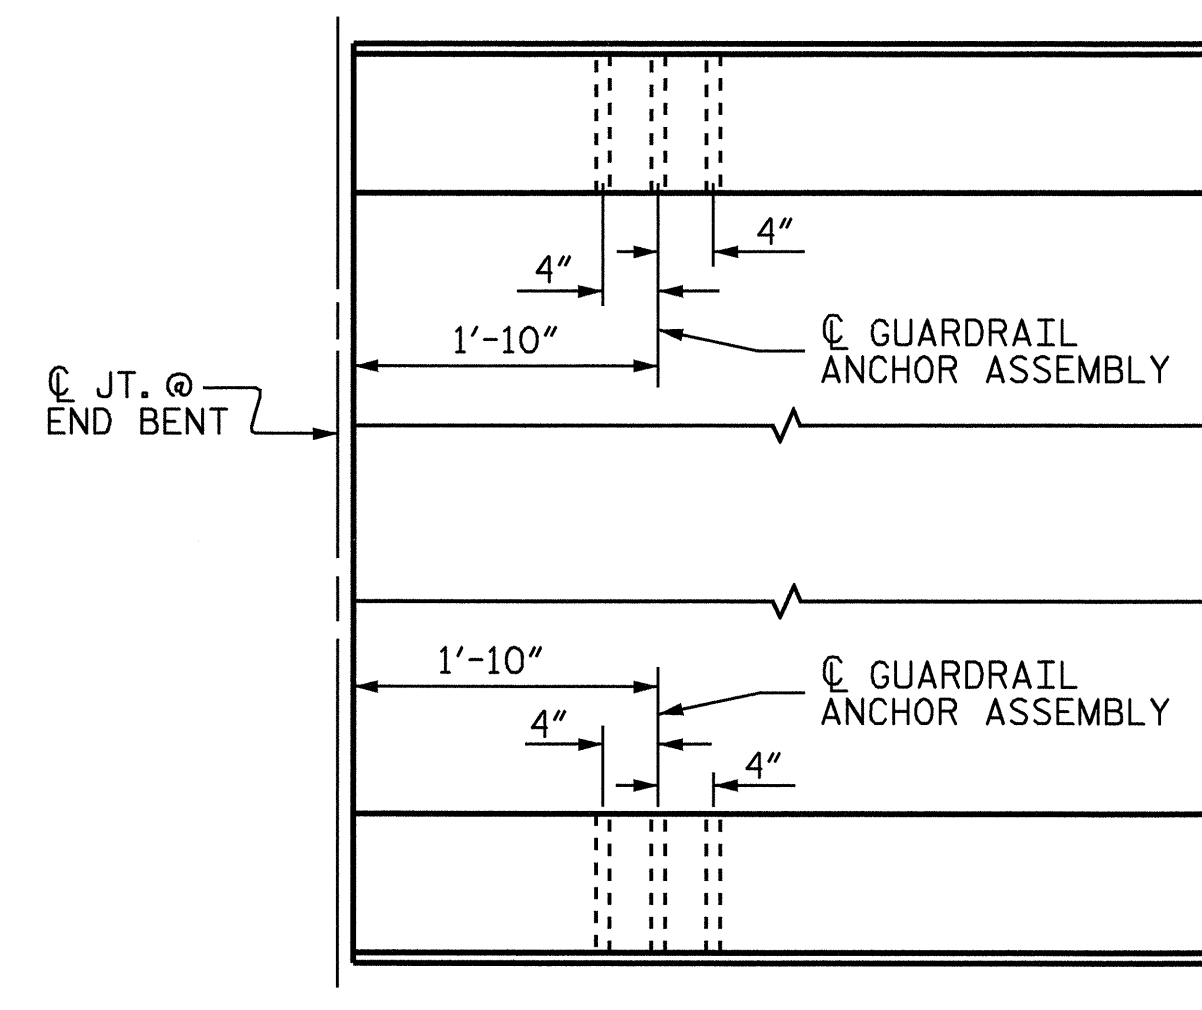 4"
4"
1'-10"
℄ GUARDRAIL
ANCHOR ASSEMBLY
℄ JT. @
END BENT
1'-10"
℄ GUARDRAIL
ANCHOR ASSEMBLY
4"
4"